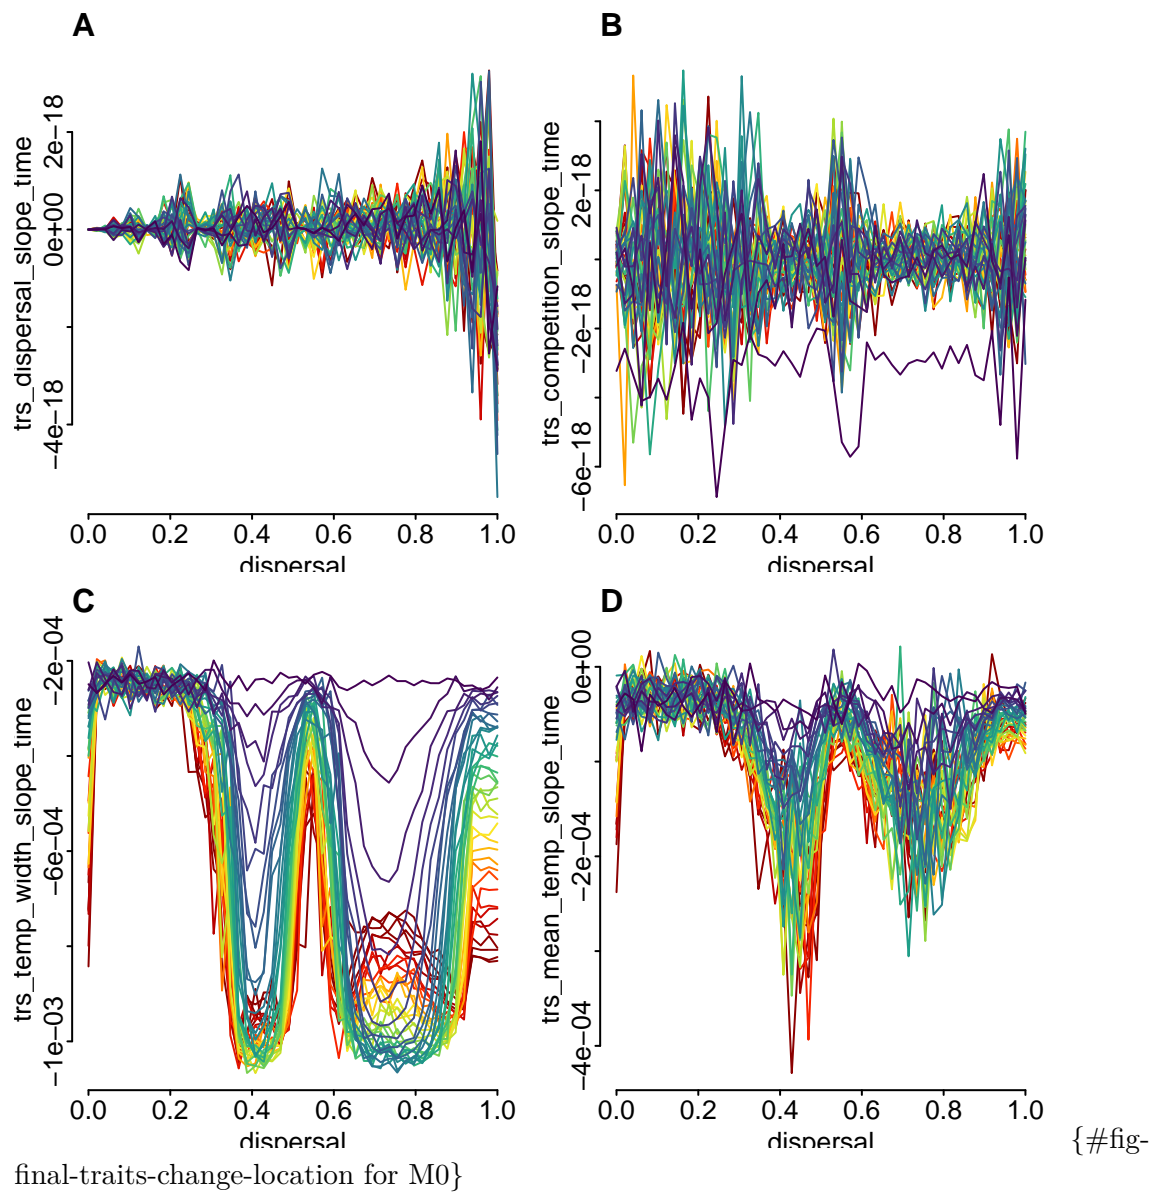 A
B
trs_dispersal_slope_time
−4e−18
0e+00
2e−18
0.0 0.2 0.4 0.6 0.8 1.0
dispersal
trs_competition_slope_time
−6e−18
−2e−18
2e−18
0.0 0.2 0.4 0.6 0.8 1.0
dispersal
C
D
trs_temp_width_slope_time
−1e−03
−6e−04
−2e−04
0.0 0.2 0.4 0.6 0.8 1.0
dispersal
trs_mean_temp_slope_time
−4e−04
−2e−04
0e+00
0.0 0.2 0.4 0.6 0.8 1.0
dispersal
{#fig-
final-traits-change-location for M0}